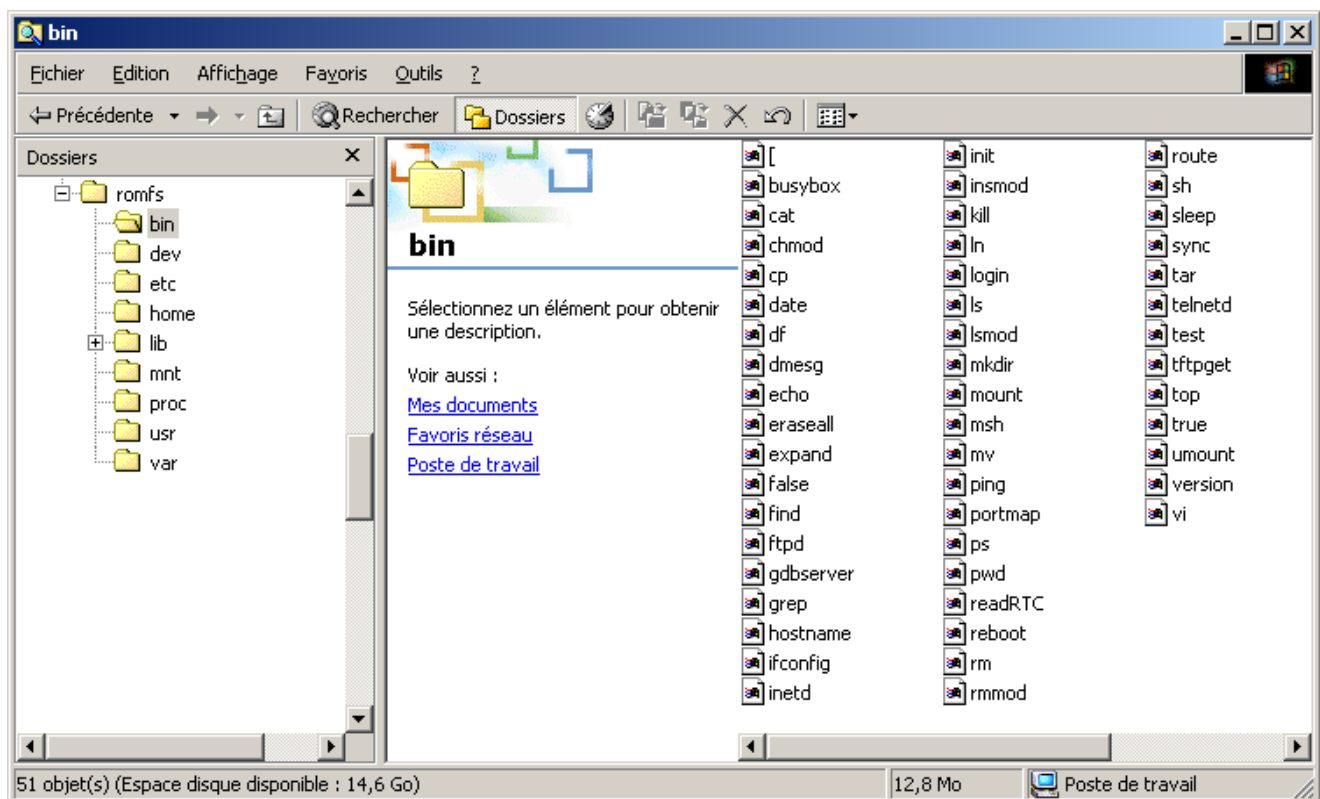 bin
Fichier Edition Affichage Favoris Outils ?
Précédente Rechercher Dossiers
Dossiers
romfs
bin
dev
etc
home
lib
mnt
proc
usr
var
bin
Sélectionnez un élément pour obtenir
une description.
Voir aussi :
Mes documents
Favoris réseau
Poste de travail
[
busybox
cat
chmod
cp
date
df
dmesg
echo
eraseall
expand
false
find
ftpd
gdbserver
grep
hostname
ifconfig
inetd
init
insmod
kill
ln
login
ls
lsmod
mkdir
mount
msh
mv
ping
portmap
ps
pwd
readRTC
reboot
rm
rmmod
route
sh
sleep
sync
tar
telnetd
test
tftpget
top
true
umount
version
vi
51 objet(s) (Espace disque disponible : 14,6 Go) 12,8 Mo Poste de travail